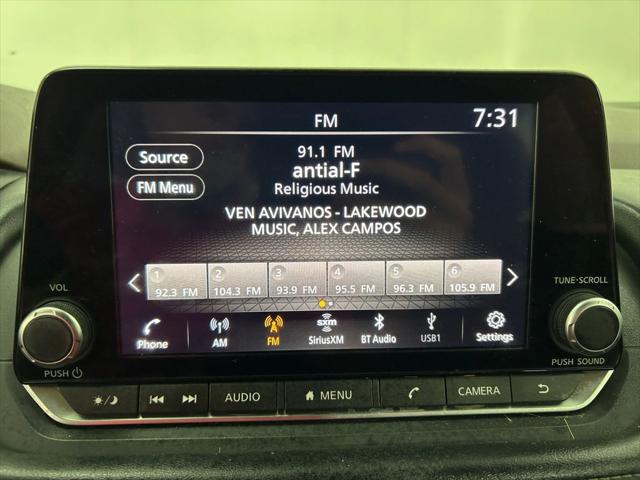 FM
7:31
Source
FM Menu
91.1 FM
antial-F
Religious Music
VEN AVIVANOS - LAKEWOOD
MUSIC, ALEX CAMPOS
1 2 3 4 5 6
92.3 FM 104.3 FM 93.9 FM 95.5 FM 96.3 FM 105.9 FM
Phone AM FM sxm SiriusXM BT Audio USB1 Settings
VOL
PUSH
TUNE·SCROLL
PUSH SOUND
AUDIO MENU CAMERA